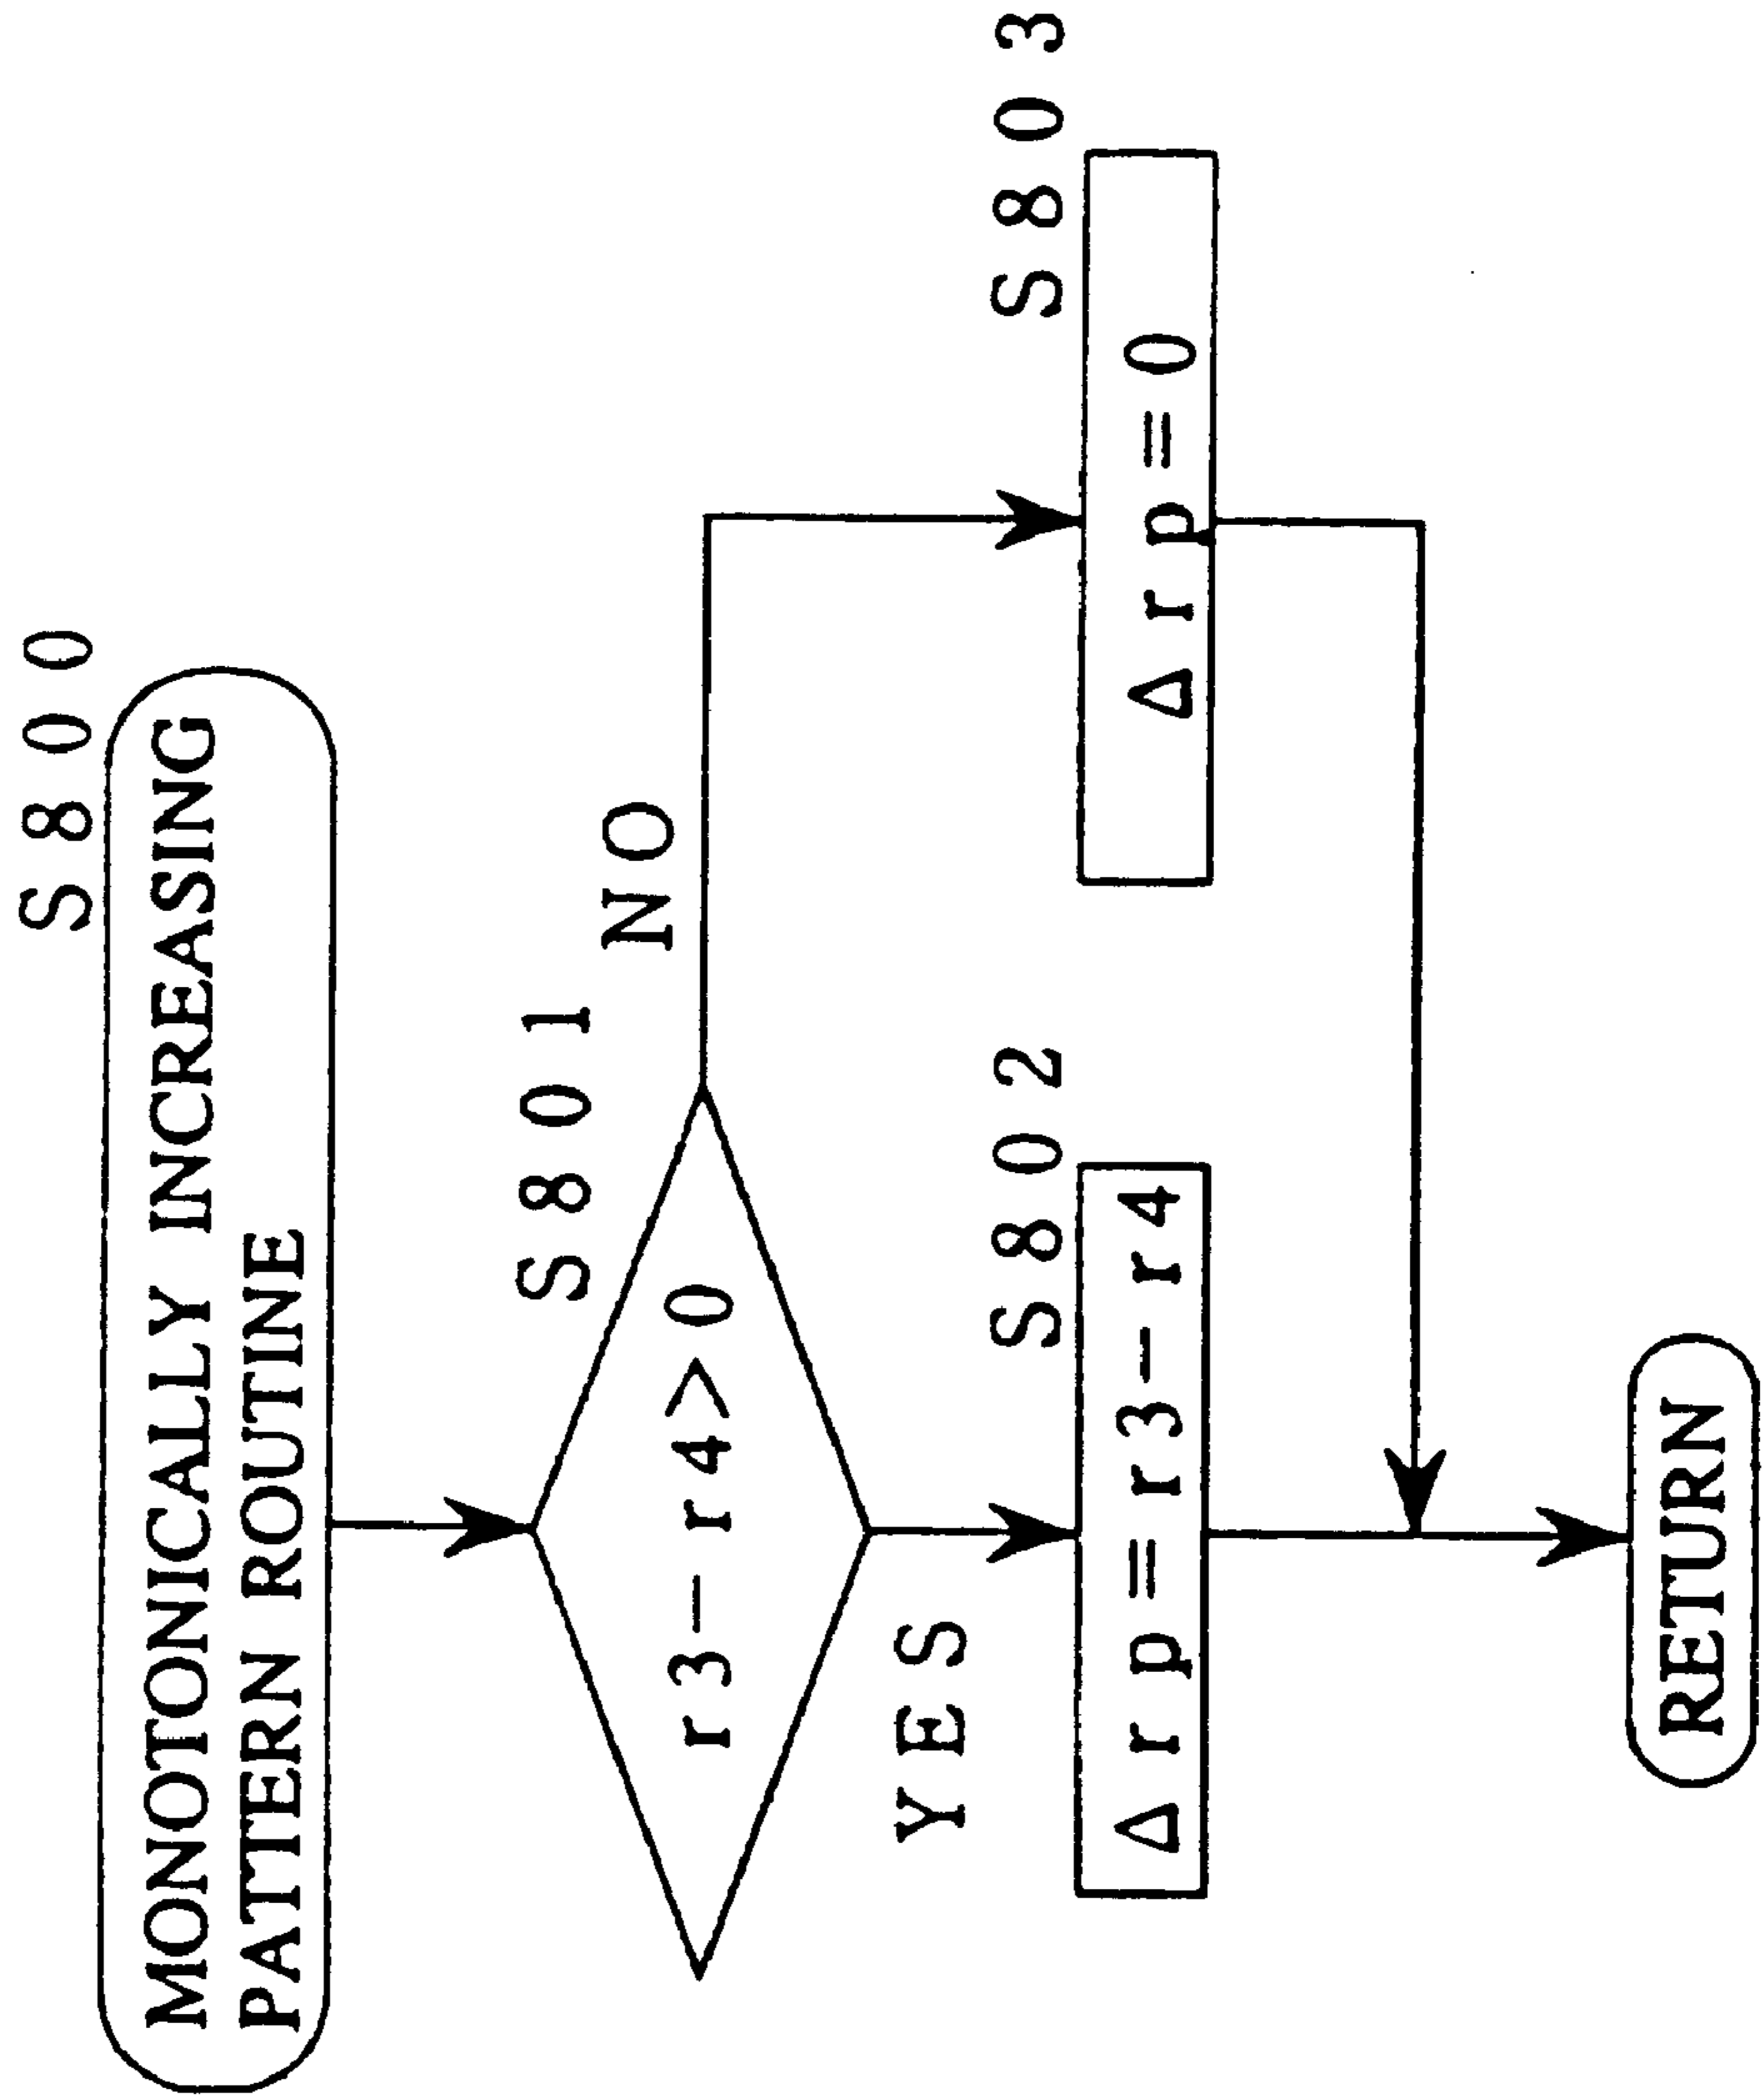 S800
MONOTONICALLY INCREASING
PATTERN ROUTINE
S801
r3-r4>0
NO
YES
S802
Δrp=r3-r4
S803
Δrp=0
RETURN